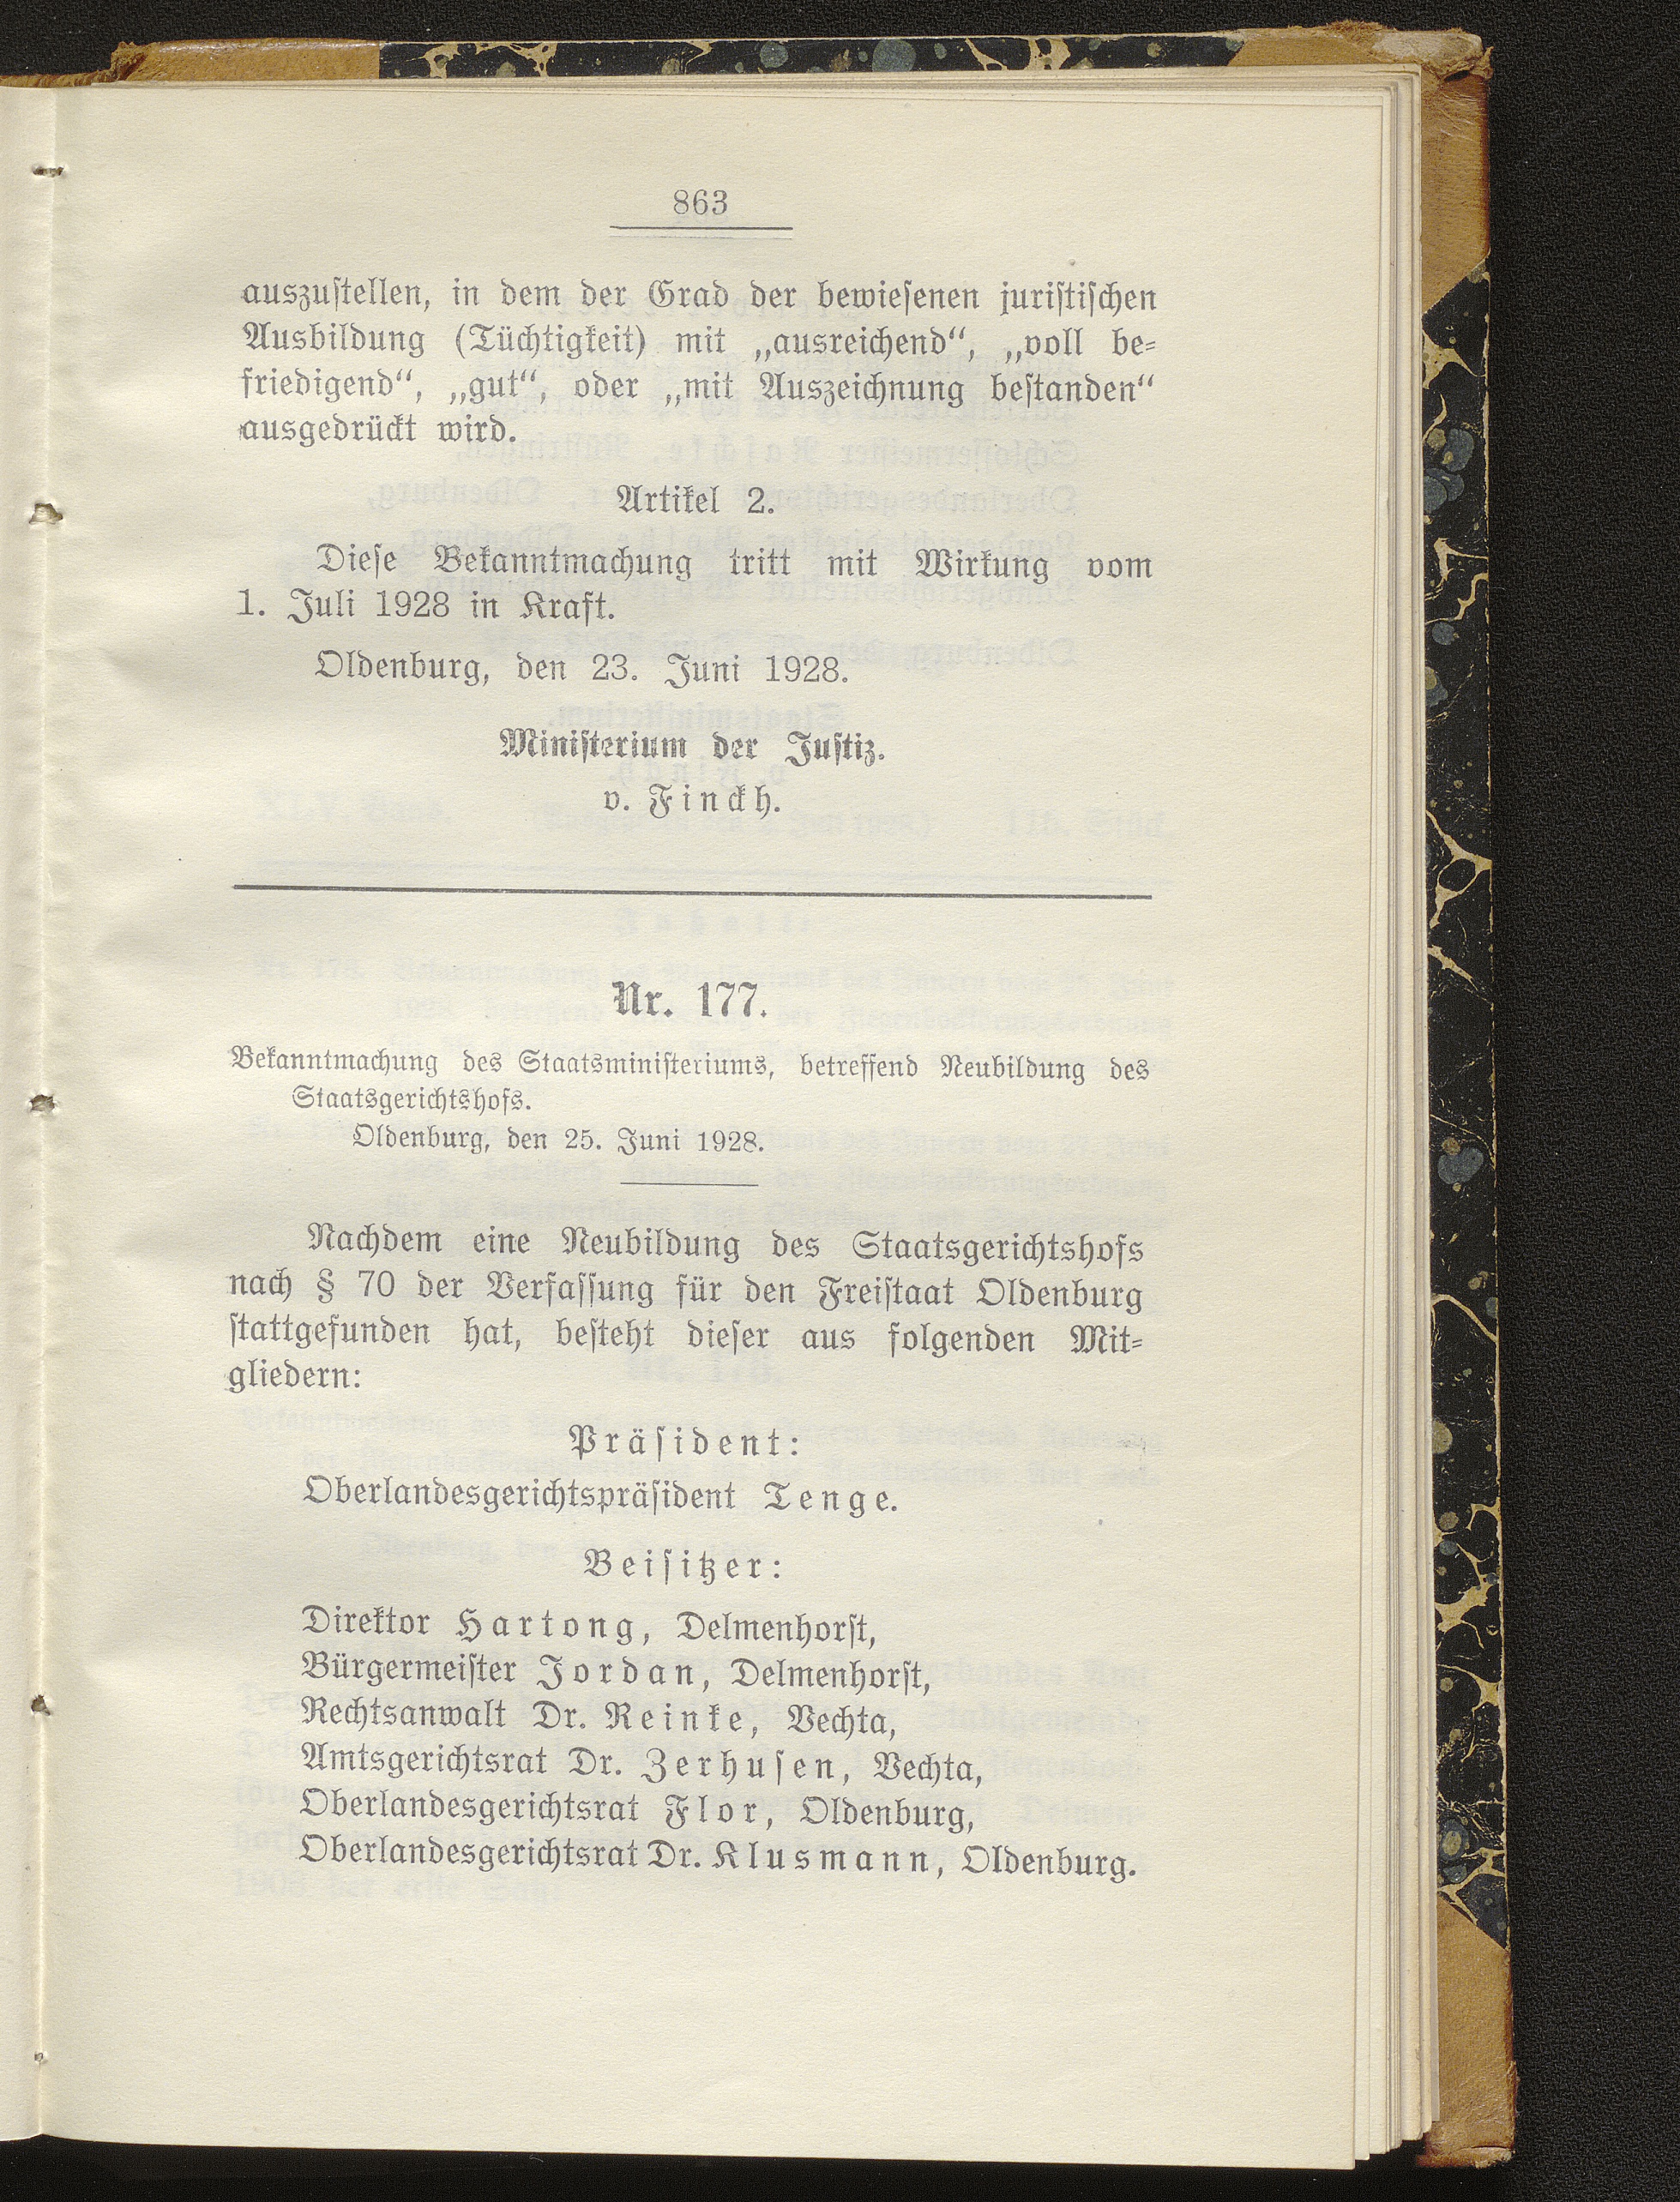 863
auszustellen, in dem der Grad der bewiesenen juristischen
Ausbildung (Tüchtigkeit) mit „ausreichend“, „voll be-
friedigend“, „gut“, oder „mit Auszeichnung bestanden“
ausgedrückt wird.
Artikel 2.
Diese Bekanntmachung tritt mit Wirkung vom
1. Juli 1928 in Kraft.
Oldenburg, den 23. Juni 1928.
Ministerium der Justiz.
v. Finckh.
Nr. 177.
Bekanntmachung des Staatsministeriums, betreffend Neubildung des
Staatsgerichtshofs.
Oldenburg, den 25. Juni 1928.
Nachdem eine Neubildung des Staatsgerichtshofs
nach § 70 der Verfassung für den Freistaat Oldenburg
stattgefunden hat, besteht dieser aus folgenden Mit-
gliedern:
Präsident:
Oberlandesgerichtspräsident Tenge.
Beisitzer:
Direktor Hartong, Delmenhorst,
Bürgermeister Jordan, Delmenhorst,
Rechtsanwalt Dr. Reinke, Vechta,
Amtsgerichtsrat Dr. Zerhusen, Vechta,
Oberlandesgerichtsrat Flor, Oldenburg,
Oberlandesgerichtsrat Dr. Klusmann, Oldenburg.